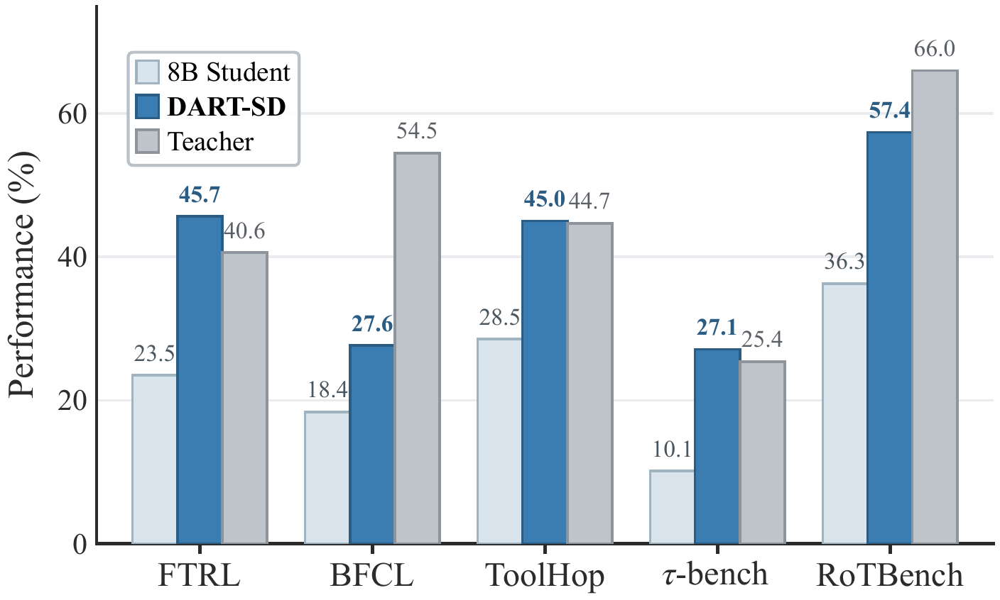 8B Student
DART-SD
Teacher
Performance (%)
60
40
20
0
23.5
45.7
40.6
18.4
27.6
54.5
28.5
45.0
44.7
10.1
27.1
25.4
36.3
57.4
66.0
FTRL
BFCL
ToolHop
τ-bench
RoTBench